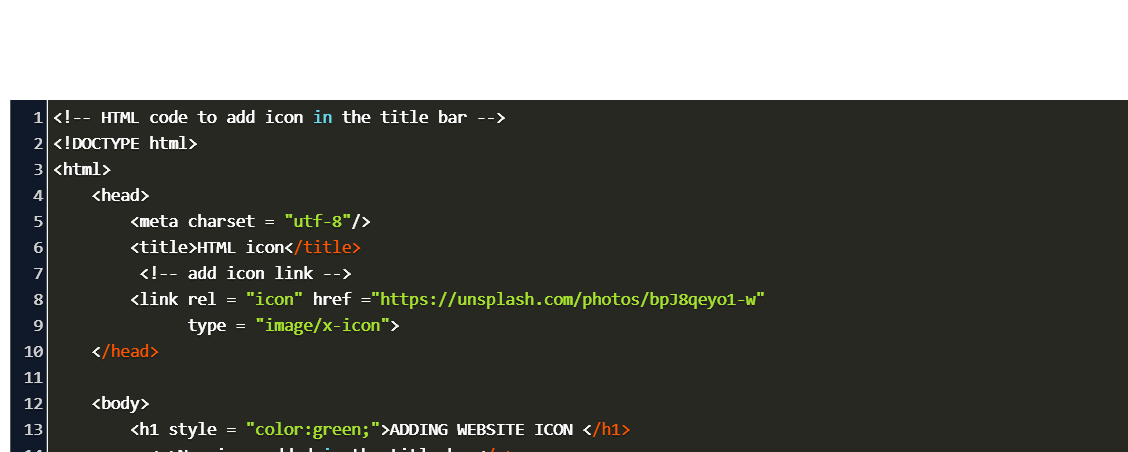 1 <!-- HTML code to add icon in the title bar -->
2 <!DOCTYPE html>
3 <html>
4 <head>
5 <meta charset = "utf-8"/>
6 <title>HTML icon</title>
7 <!-- add icon link -->
8 <link rel = "icon" href ="https://unsplash.com/photos/bpJ8qeyo1-w"
9 type = "image/x-icon">
10 </head>
11
12 <body>
13 <h1 style = "color:green;">ADDING WEBSITE ICON </h1>